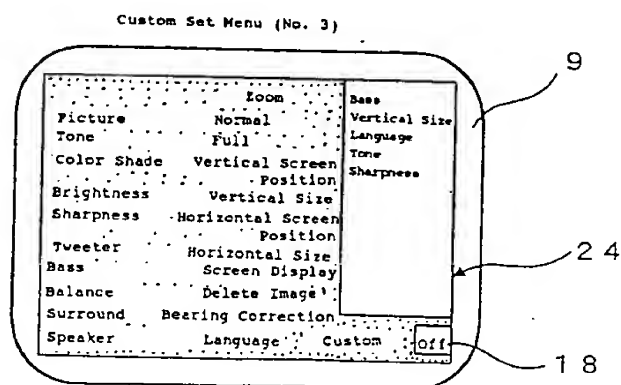 Custom Set Menu (No. 3)
9
Zoom
Picture Normal
Tone Full
Color Shade Vertical Screen
Position
Brightness Vertical Size
Sharpness Horizontal Screen
Position
Tweeter Horizontal Size
Bass Screen Display
Balance Delete Image
Surround Bearing Correction
Speaker Language Custom Off
Bass
Vertical Size
Language
Tone
Sharpness
24
18